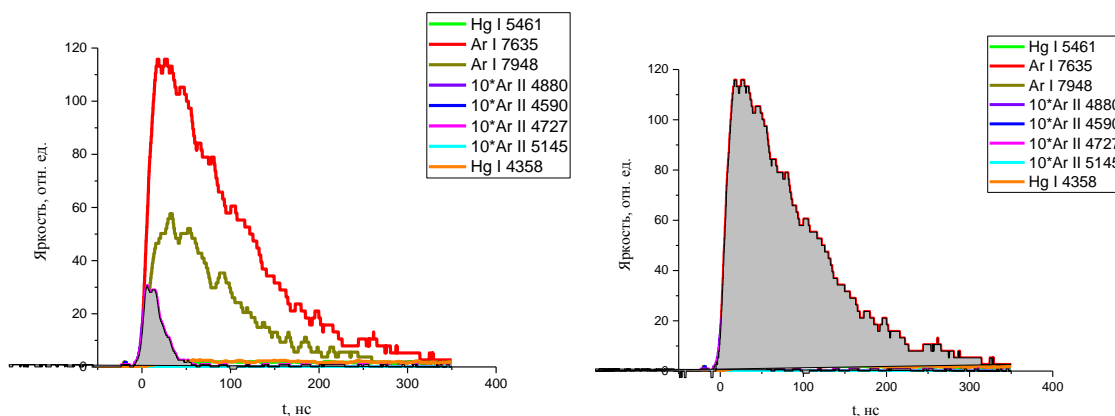 Hg I 5461
Ar I 7635
Ar I 7948
10*Ar II 4880
10*Ar II 4590
10*Ar II 4727
10*Ar II 5145
Hg I 4358
120
100
80
60
40
20
0
Яркость, отн. ед.
0
100
200
300
400
t, нс
Hg I 5461
Ar I 7635
Ar I 7948
10*Ar II 4880
10*Ar II 4590
10*Ar II 4727
10*Ar II 5145
Hg I 4358
120
100
80
60
40
20
0
Яркость, отн. ед.
0
100
200
300
400
t, нс